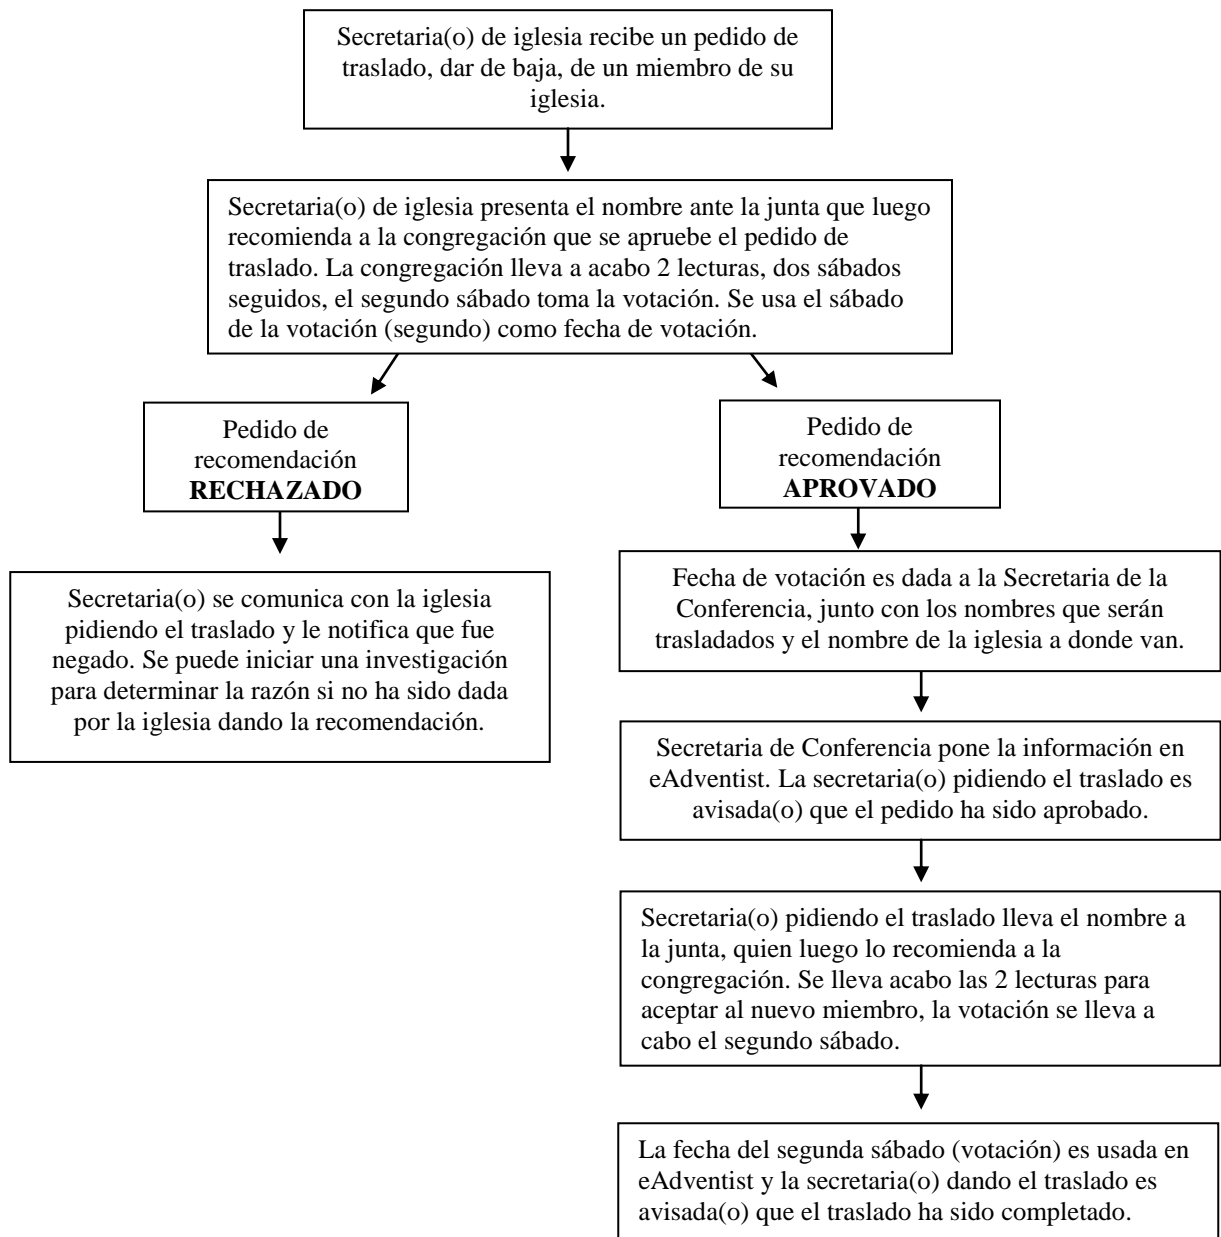 Secretaria(o) de iglesia recibe un pedido de
traslado, dar de baja, de un miembro de su
iglesia.
Secretaria(o) de iglesia presenta el nombre ante la junta que luego
recomienda a la congregación que se apruebe el pedido de
traslado. La congregación lleva a acabo 2 lecturas, dos sábados
seguidos, el segundo sábado toma la votación. Se usa el sábado
de la votación (segundo) como fecha de votación.
Pedido de
recomendación
RECHAZADO
Secretaria(o) se comunica con la iglesia
pidiendo el traslado y le notifica que fue
negado. Se puede iniciar una investigación
para determinar la razón si no ha sido dada
por la iglesia dando la recomendación.
Pedido de
recomendación
APROVADO
Fecha de votación es dada a la Secretaria de la
Conferencia, junto con los nombres que serán
trasladados y el nombre de la iglesia a donde van.
Secretaria de Conferencia pone la información en
eAdventist. La secretaria(o) pidiendo el traslado es
avisada(o) que el pedido ha sido aprobado.
Secretaria(o) pidiendo el traslado lleva el nombre a
la junta, quien luego lo recomienda a la
congregación. Se lleva acabo las 2 lecturas para
aceptar al nuevo miembro, la votación se lleva a
cabo el segundo sábado.
La fecha del segunda sábado (votación) es usada en
eAdventist y la secretaria(o) dando el traslado es
avisada(o) que el traslado ha sido completado.